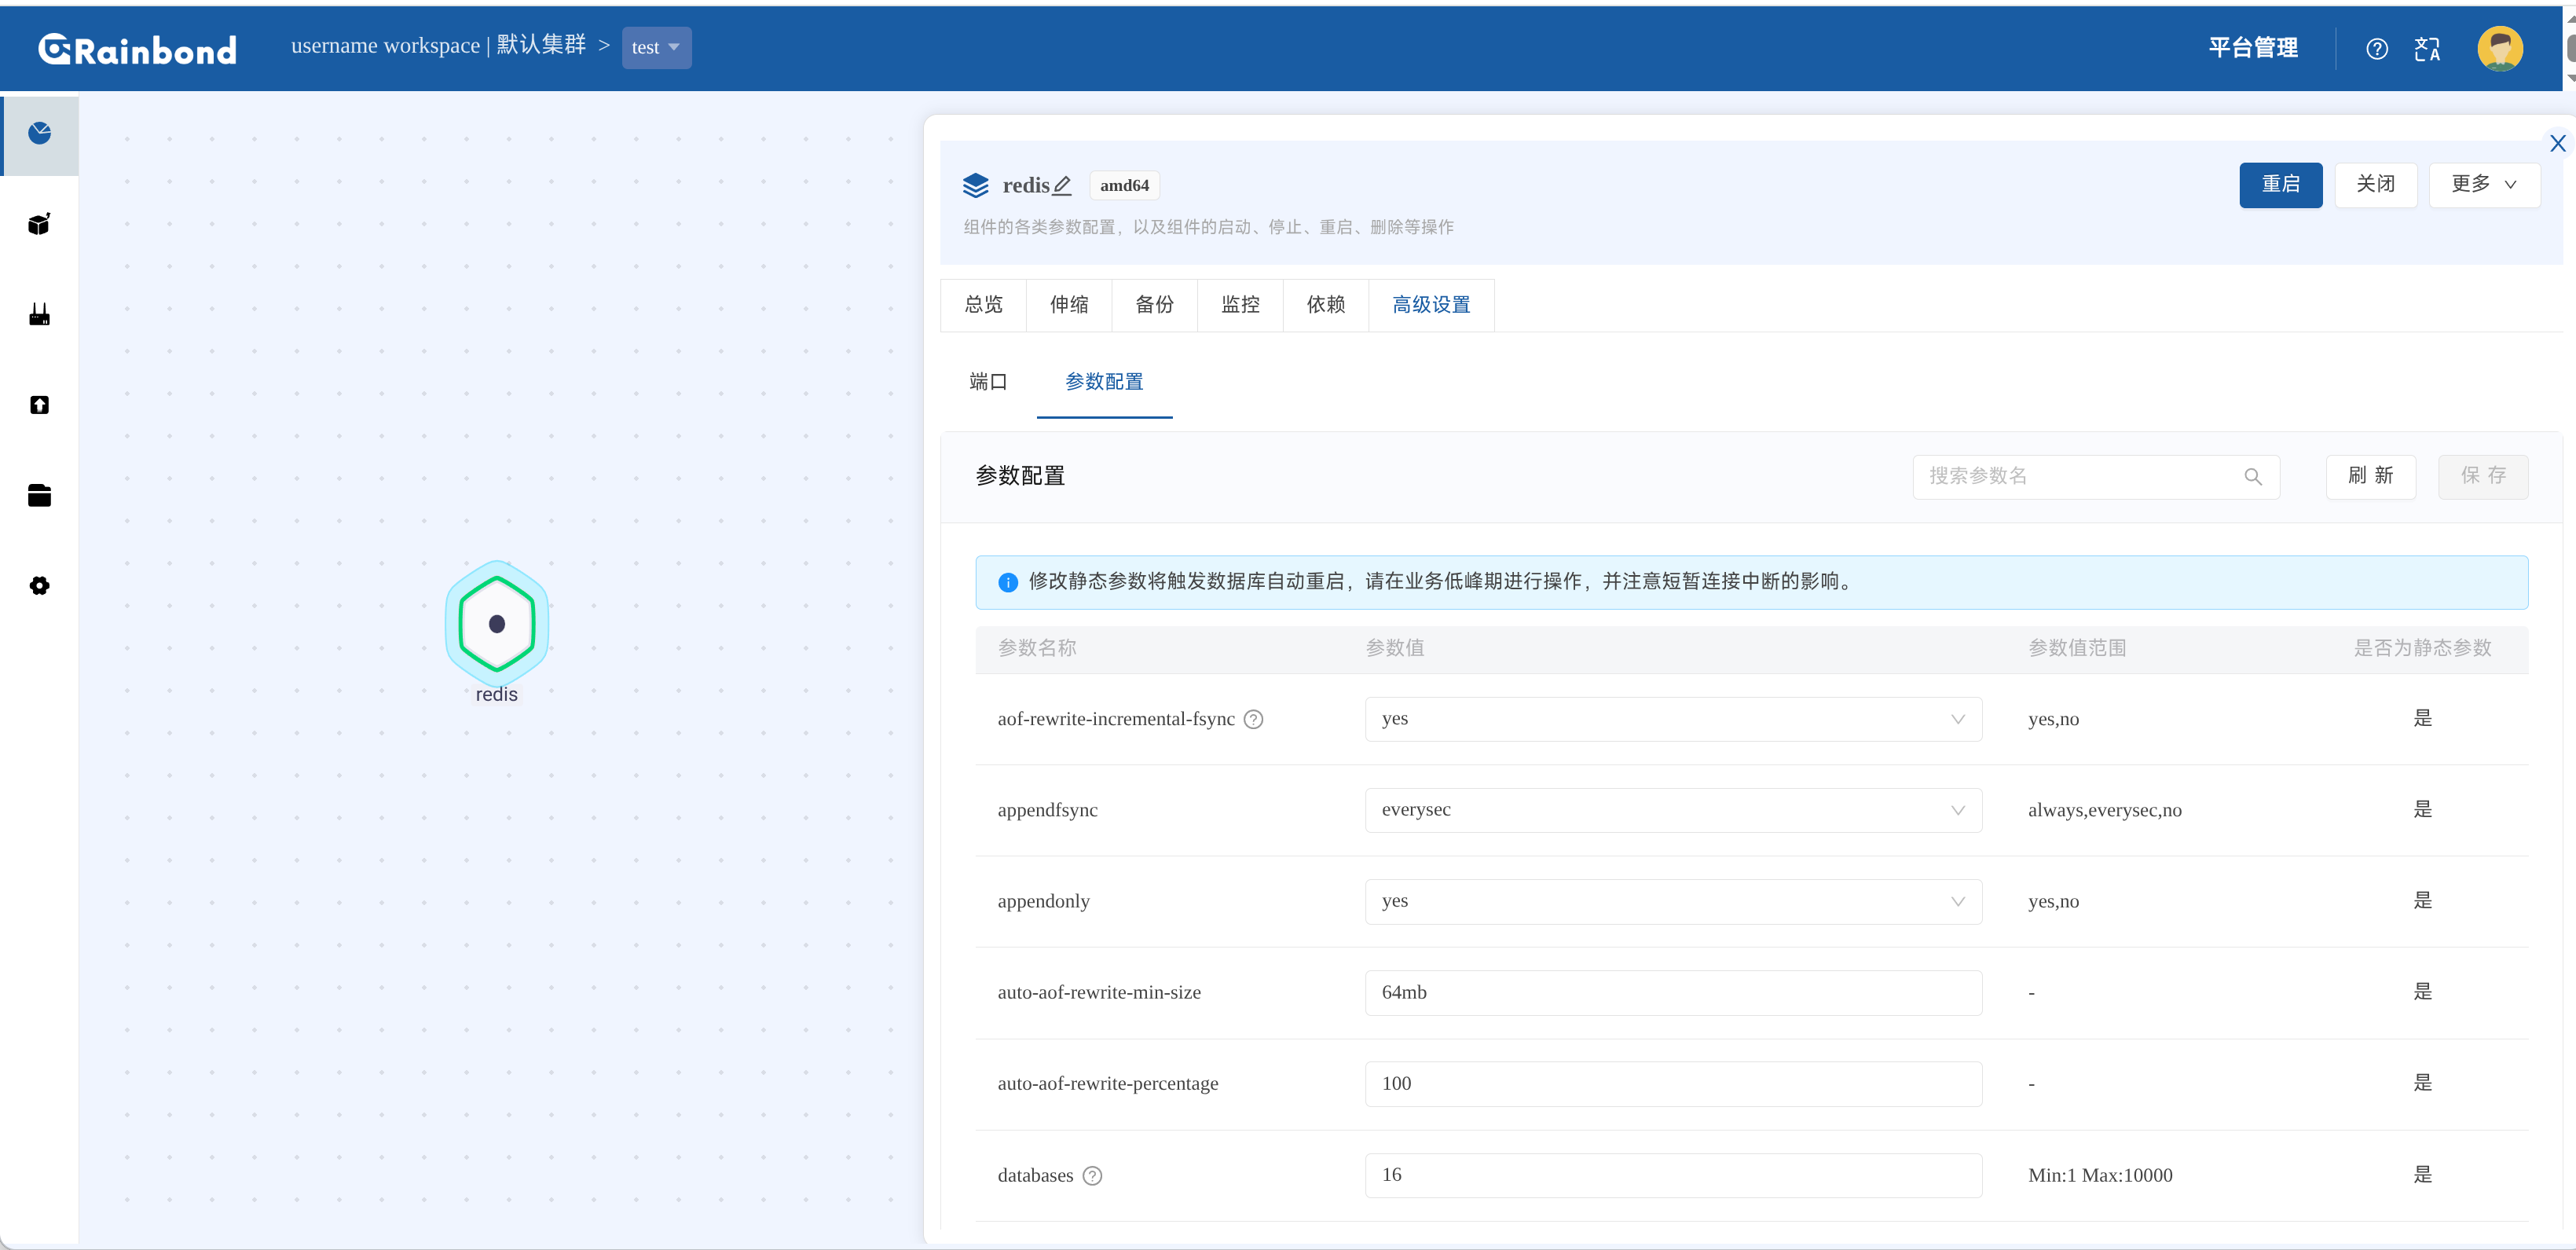 Rainbond
username workspace | 默认集群 > test
平台管理
redis
redis amd64
重启 关闭 更多
组件的各类参数配置，以及组件的启动、停止、重启、删除等操作
总览 伸缩 备份 监控 依赖 高级设置
端口 参数配置
参数配置 搜索参数名 刷新 保存
修改静态参数将触发数据库自动重启，请在业务低峰期进行操作，并注意短暂连接中断的影响。
参数名称 参数值 参数值范围 是否为静态参数
aof-rewrite-incremental-fsync yes yes,no 是
appendfsync everysec always,everysec,no 是
appendonly yes yes,no 是
auto-aof-rewrite-min-size 64mb - 是
auto-aof-rewrite-percentage 100 - 是
databases 16 Min:1 Max:10000 是